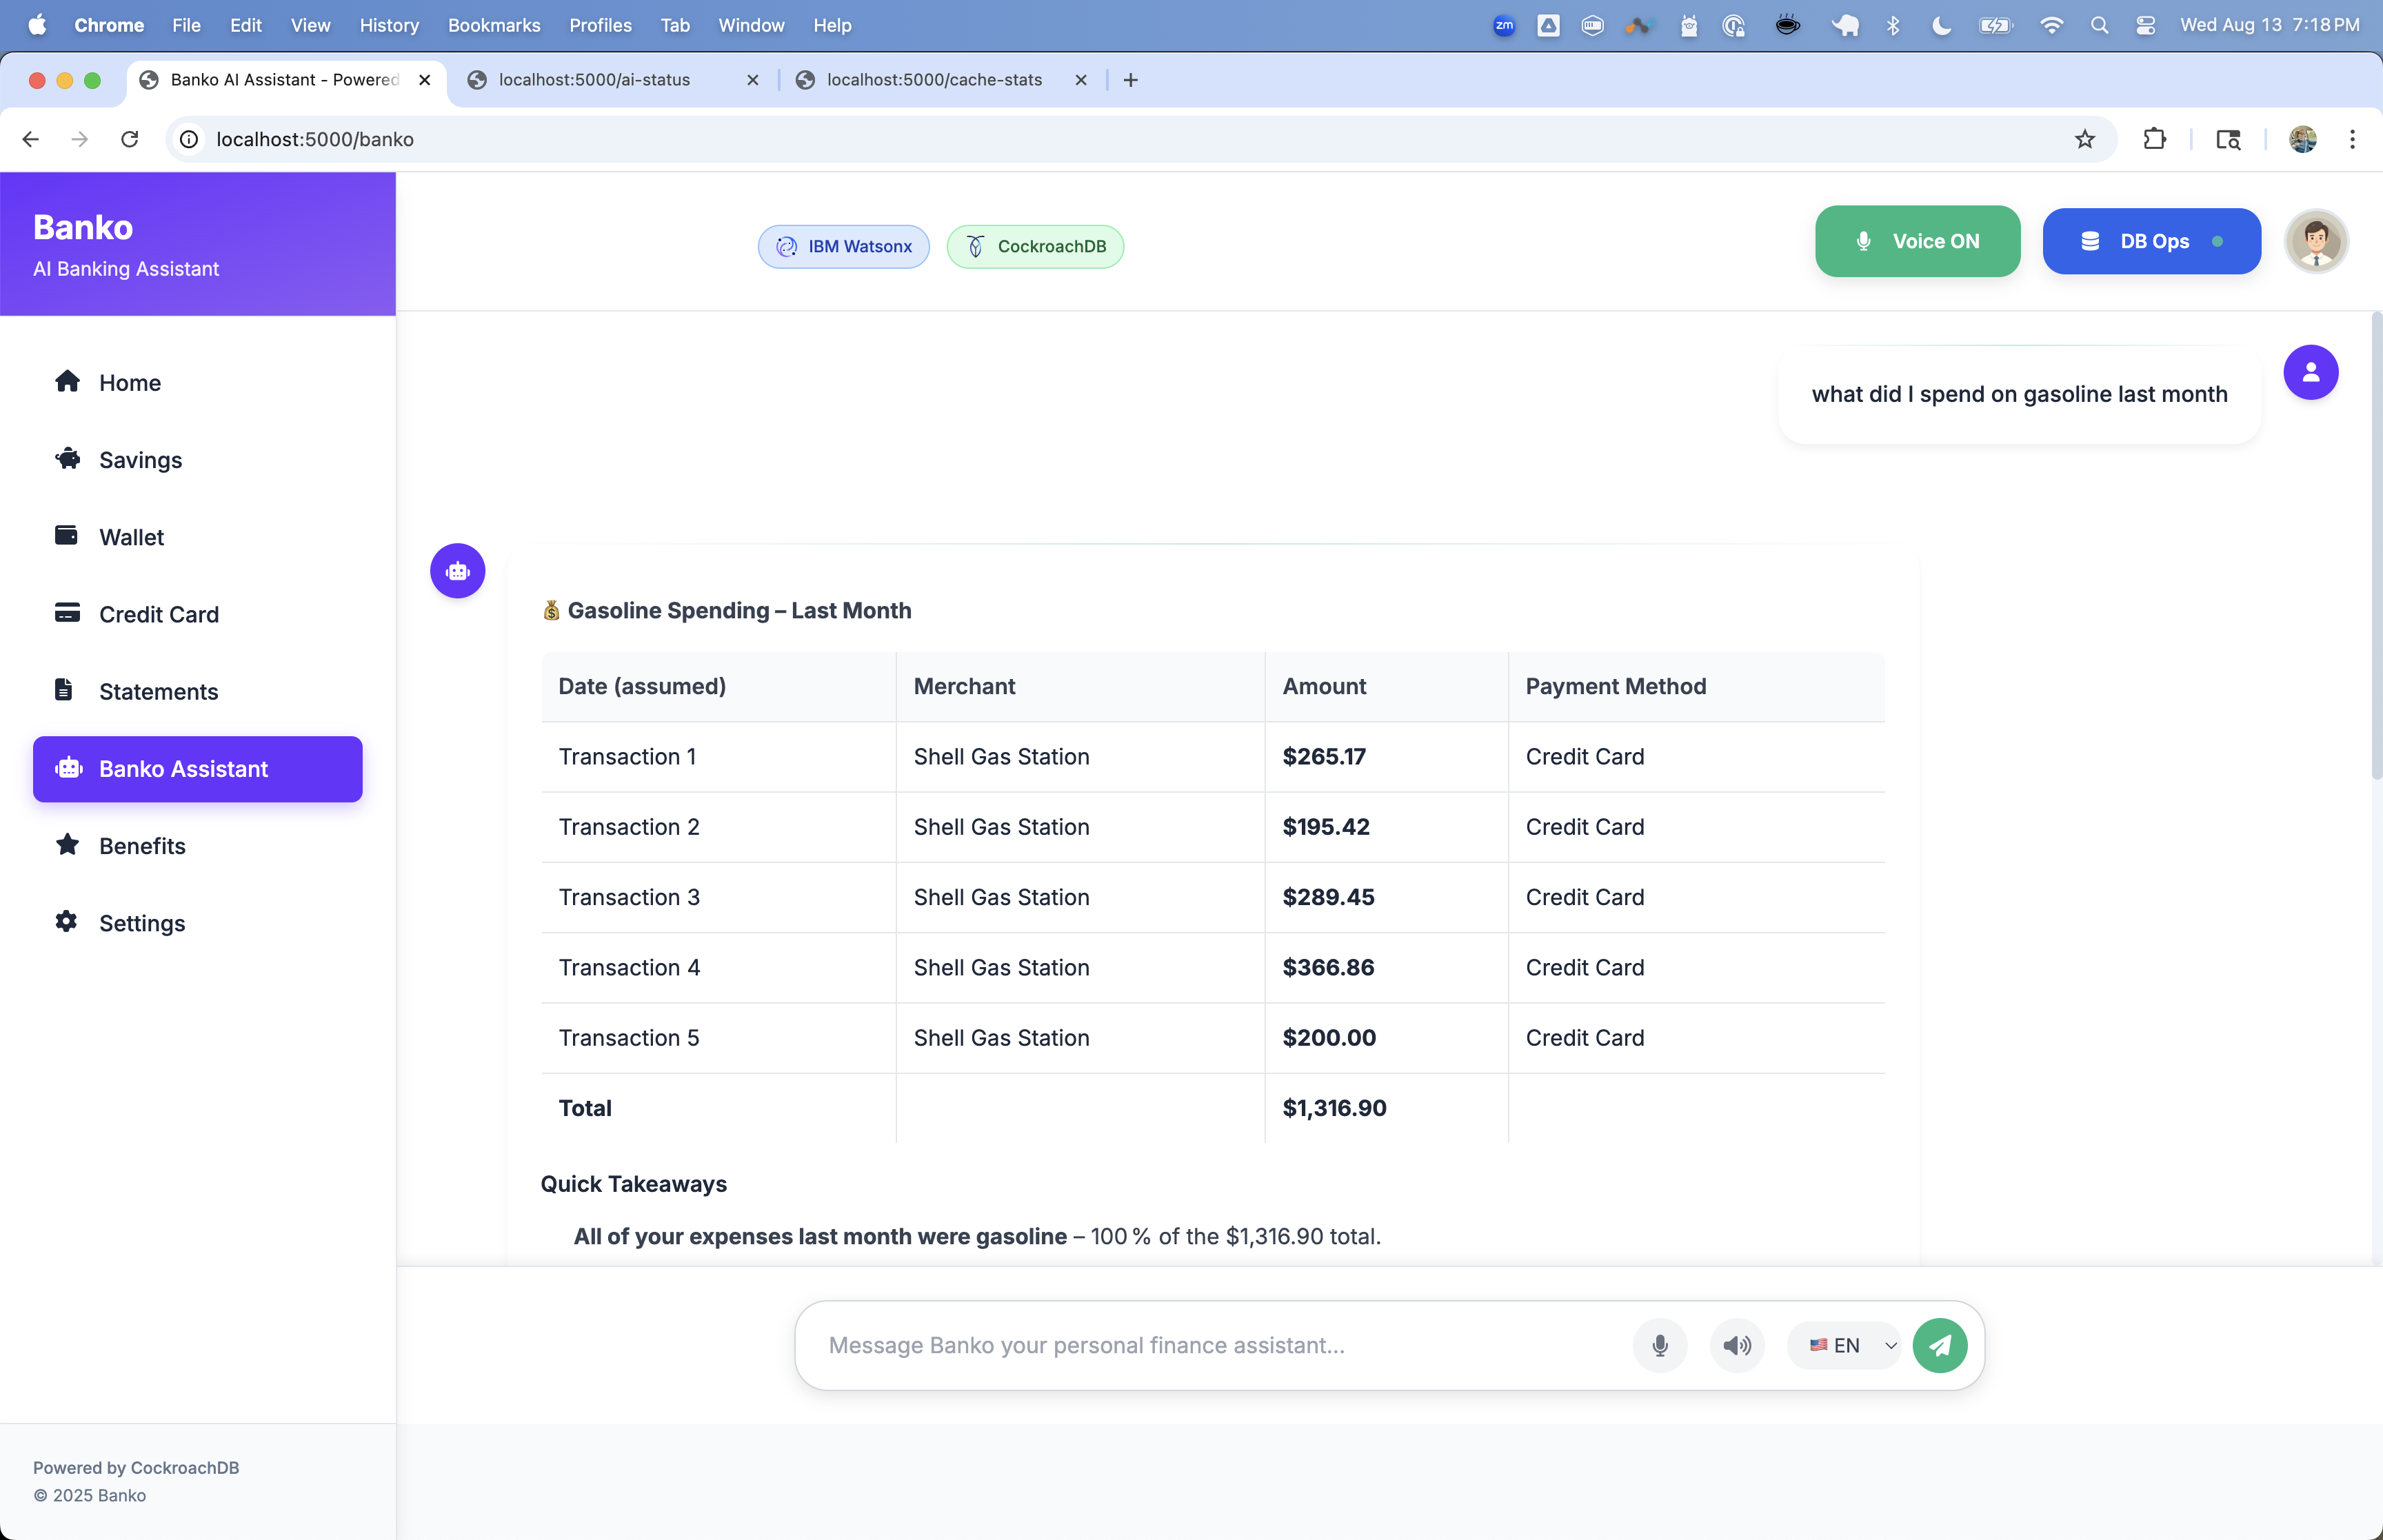 Chrome File Edit View History Bookmarks Profiles Tab Window Help zm Wed Aug 13 7:18 PM
Banko AI Assistant - Powered localhost:5000/ai-status localhost:5000/cache-stats
localhost:5000/banko
Banko
AI Banking Assistant
IBM Watsonx CockroachDB Voice ON DB Ops
Home
Savings
Wallet
Credit Card
Statements
Banko Assistant
Benefits
Settings
Powered by CockroachDB
© 2025 Banko
what did I spend on gasoline last month
💰 Gasoline Spending – Last Month
Date (assumed) Merchant Amount Payment Method
Transaction 1 Shell Gas Station $265.17 Credit Card
Transaction 2 Shell Gas Station $195.42 Credit Card
Transaction 3 Shell Gas Station $289.45 Credit Card
Transaction 4 Shell Gas Station $366.86 Credit Card
Transaction 5 Shell Gas Station $200.00 Credit Card
Total $1,316.90
Quick Takeaways
All of your expenses last month were gasoline – 100 % of the $1,316.90 total.
Message Banko your personal finance assistant... 🇺🇸 EN